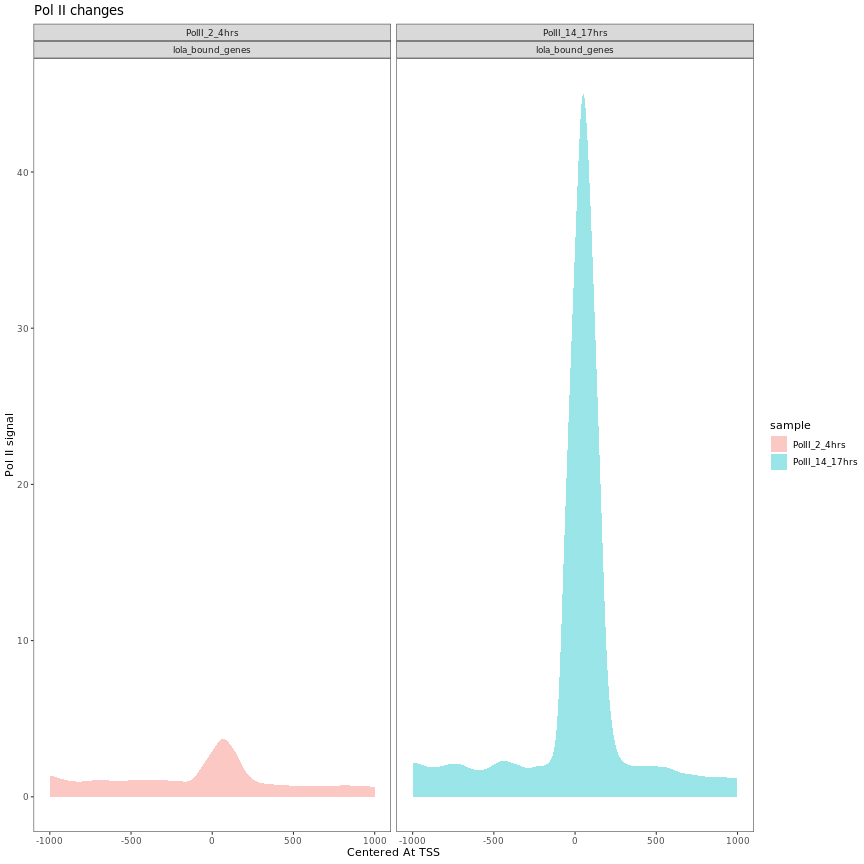 Pol II changes
PolII_2_4hrs
PolII_14_17hrs
lola_bound_genes
lola_bound_genes
40
30
20
10
0
Pol II signal
-1000
-500
0
500
1000
-1000
-500
0
500
1000
Centered At TSS
sample
PolII_2_4hrs
PolII_14_17hrs